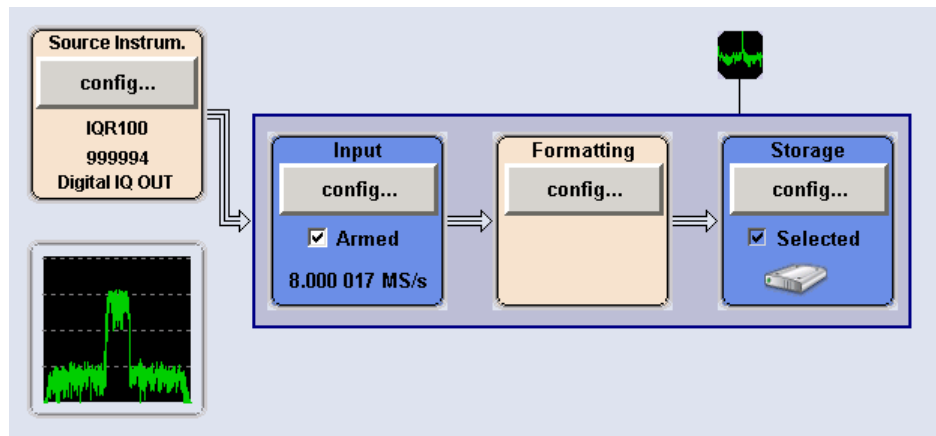 Source Instrum.
config...
IQR100
999994
Digital IQ OUT
Input
config...
Armed
8.000 017 MS/s
Formatting
config...
Storage
config...
Selected